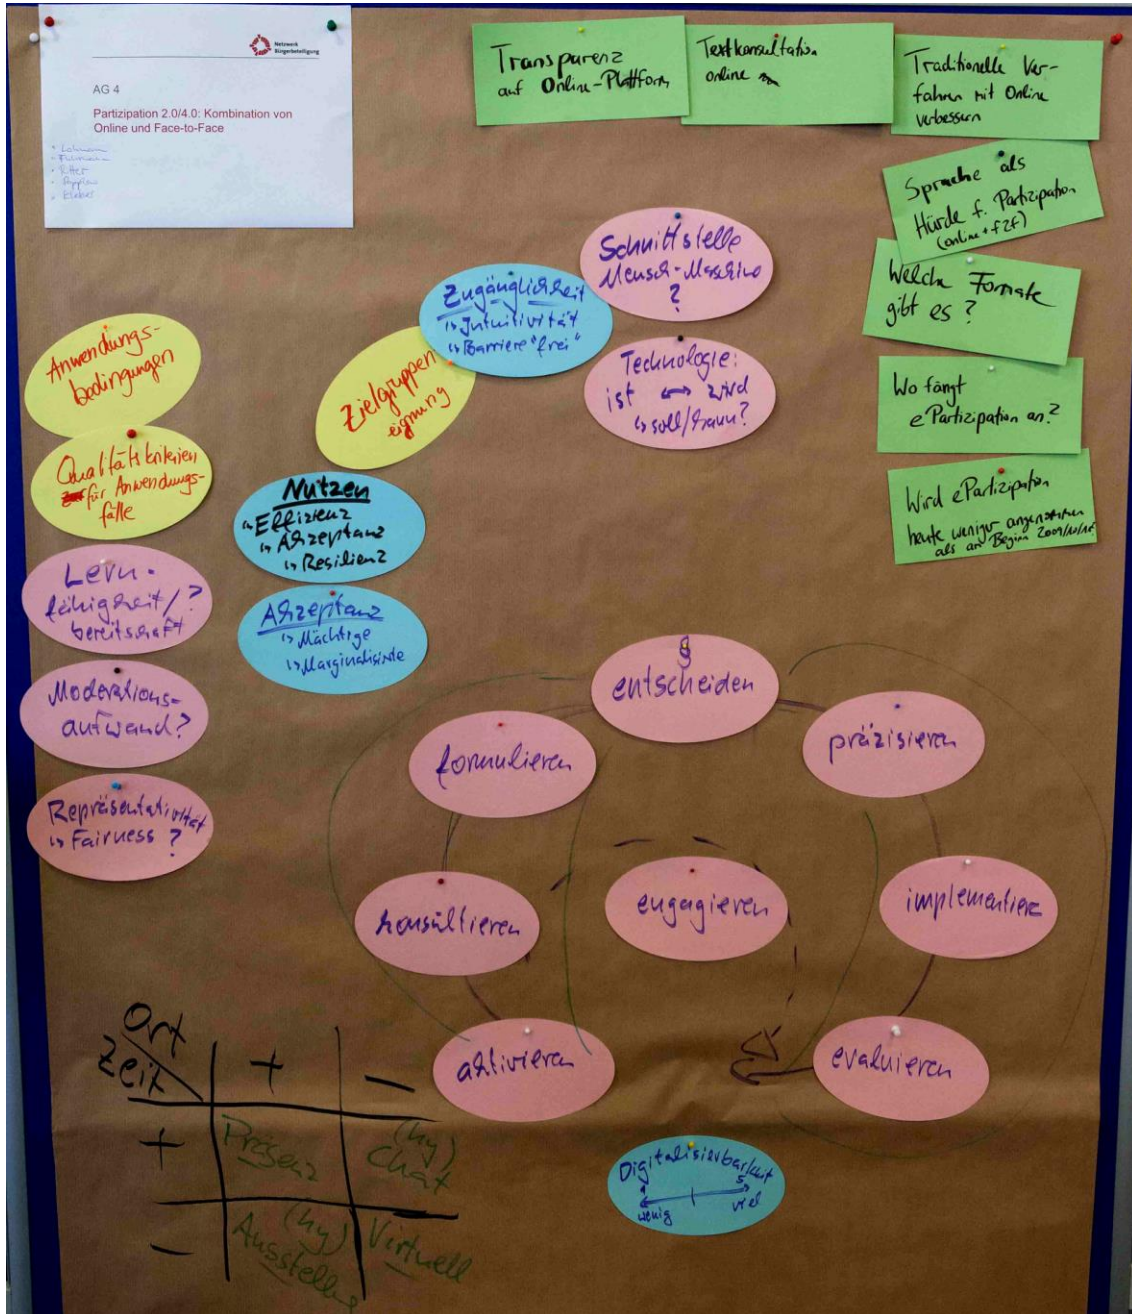 Netzwerk
Bürgerbeteiligung
AG 4
Partizipation 2.0/4.0: Kombination von
Online und Face-to-Face
Transparenz
auf Online-Plattform
Textkonsultation
online
Traditionelle Ver-
fahren mit Online
verbessern
Sprache als
Hürde f. Partizipation
(online + f2f)
Welche Formate
gibt es?
Wo fängt
ePartizipation an?
Wird ePartizipation
heute weniger angenommen
als am Beginn
Schnittstelle
Mensch-Maschine
?
Technologie:
ist ↔ wird
↳ soll/kann?
Zugänglichkeit
↳ Intuitivität
↳ Barriere "frei"
Zielgruppen
eignung
Anwendungs-
bedingungen
Qualitätskriterien
für Anwendungs-
fälle
Nutzen
↳ Effizienz
↳ Akzeptanz
↳ Resilienz
Akzeptanz
↳ Mächtige
↳ Marginalisierte
Lern-
fähigkeit/?
bereitschaft
Moderations-
aufwand?
Repräsentativität
↳ Fairness?
§
entscheiden
formulieren
präzisieren
konsultieren
engagieren
implementiere
aktivieren
evaluieren
Digitalisierbarkeit
1 5
wenig viel
Ort
Zeit
+ −
+ Präsenz (hy) Chat
− (hy) Ausstellg Virtuell